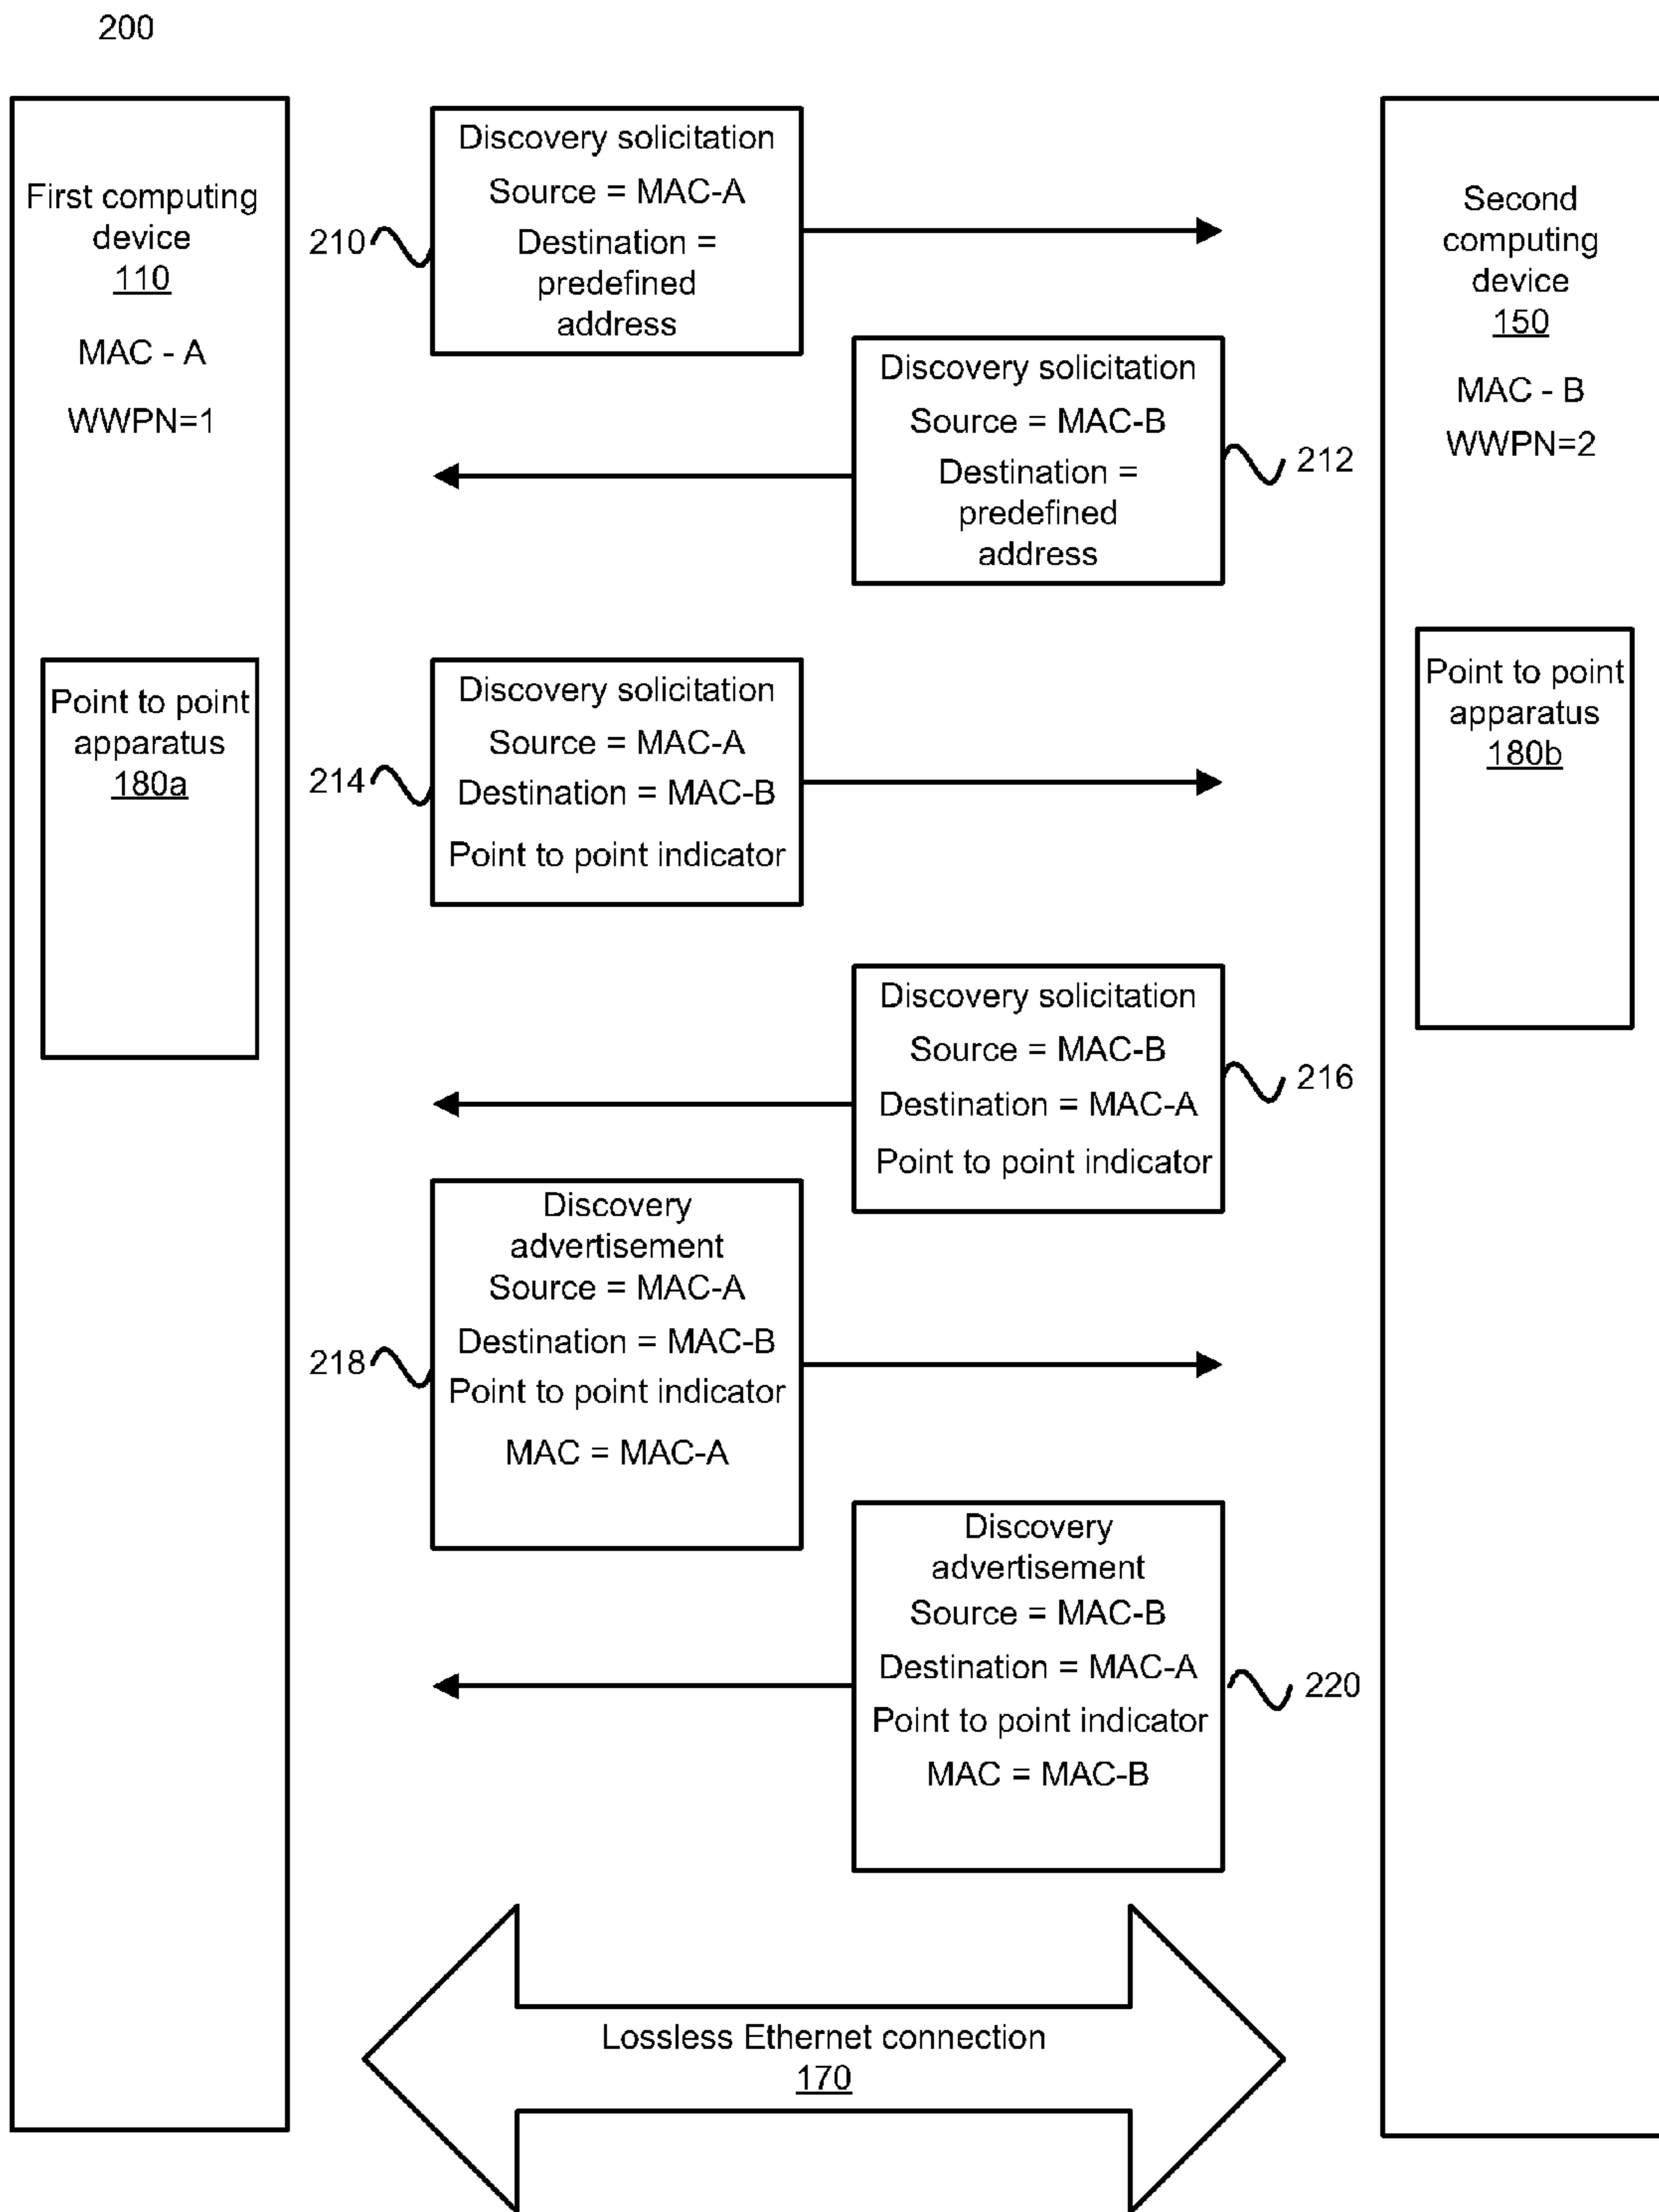 200
First computing
device
110
MAC - A
WWPN=1
Point to point
apparatus
180a
Discovery solicitation
Source = MAC-A
Destination =
predefined
address
210
Discovery solicitation
Source = MAC-B
Destination =
predefined
address
212
Discovery solicitation
Source = MAC-A
Destination = MAC-B
Point to point indicator
214
Discovery solicitation
Source = MAC-B
Destination = MAC-A
Point to point indicator
216
Discovery
advertisement
Source = MAC-A
Destination = MAC-B
Point to point indicator
MAC = MAC-A
218
Discovery
advertisement
Source = MAC-B
Destination = MAC-A
Point to point indicator
MAC = MAC-B
220
Lossless Ethernet connection
170
Second
computing
device
150
MAC - B
WWPN=2
Point to point
apparatus
180b